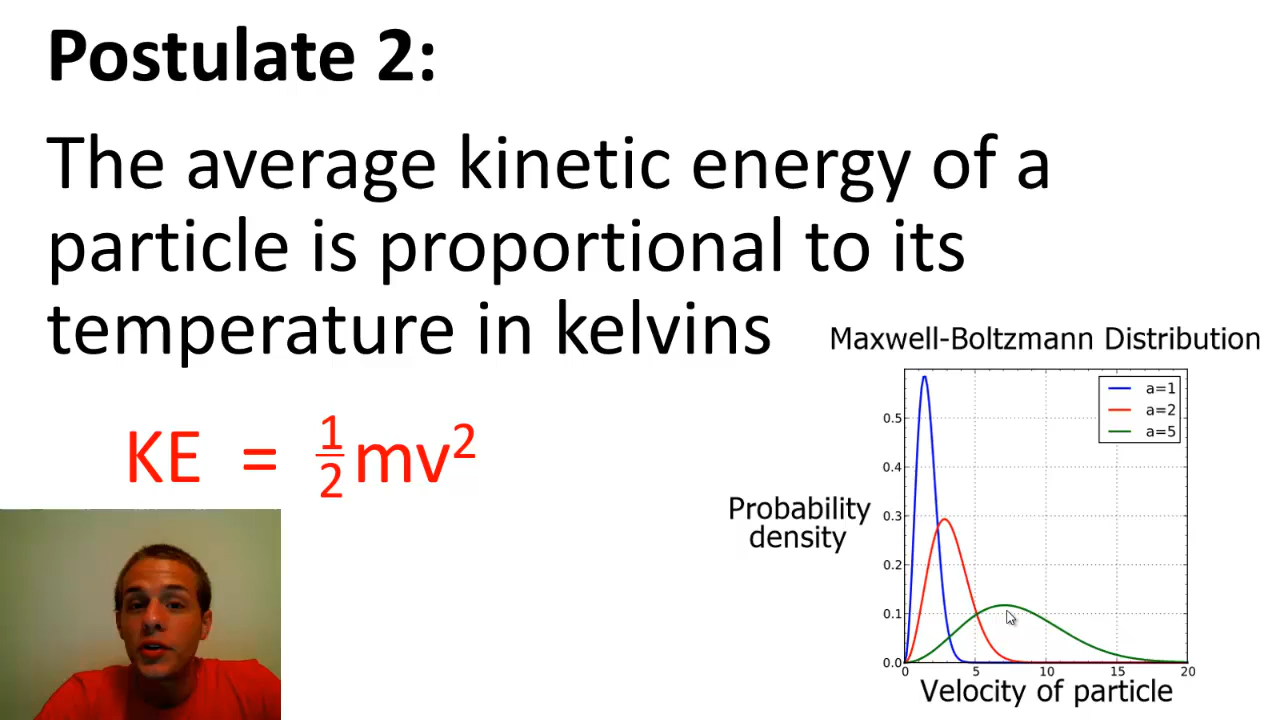 Postulate 2:
The average kinetic energy of a
particle is proportional to its
temperature in kelvins
KE = ½mv²
Maxwell-Boltzmann Distribution
a=1
a=2
a=5
0.5
0.4
0.3
0.2
0.1
0.0
Probability
density
0 5 10 15 20
Velocity of particle